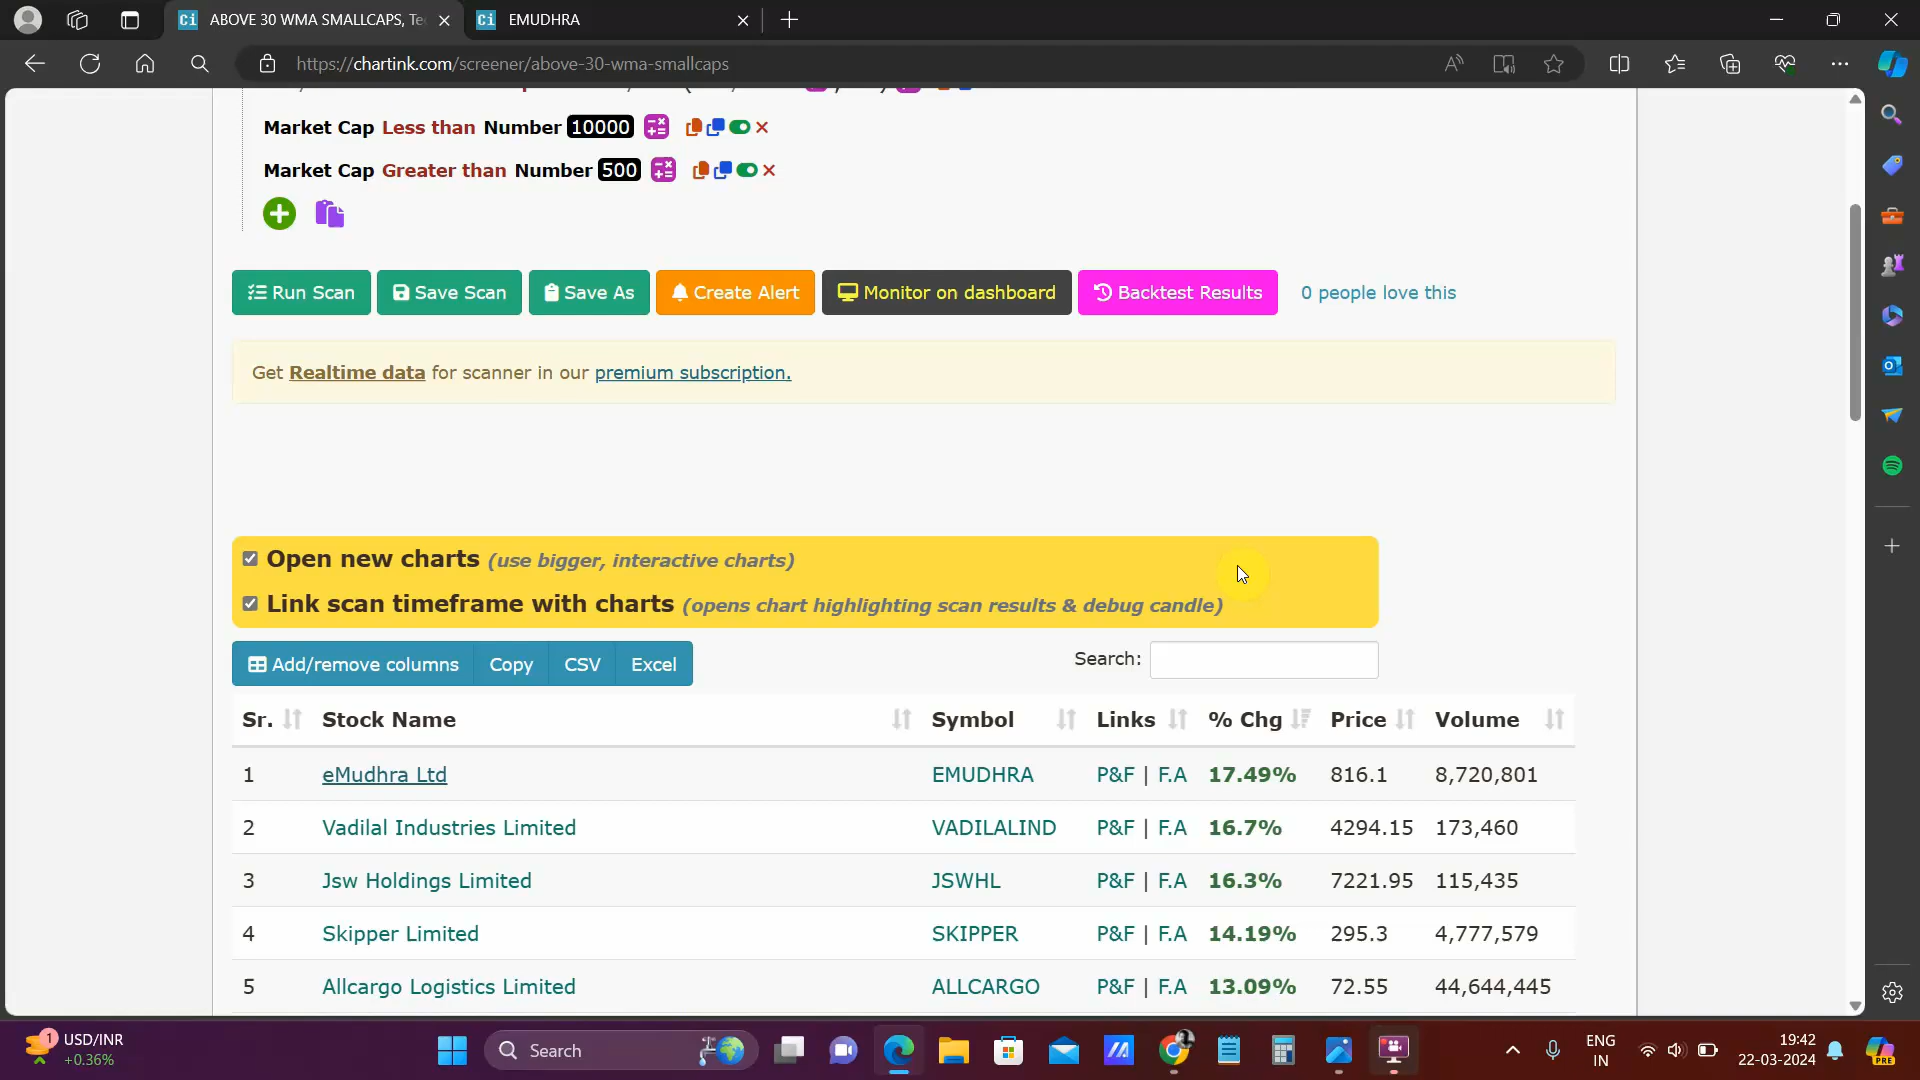 ABOVE 30 WMA SMALLCAPS, Te
EMUDHRA
https://chartink.com/screener/above-30-wma-smallcaps
Market Cap Less than Number 10000
Market Cap Greater than Number 500
Run Scan
Save Scan
Save As
Create Alert
Monitor on dashboard
Backtest Results
0 people love this
Get Realtime data for scanner in our premium subscription.
Open new charts (use bigger, interactive charts)
Link scan timeframe with charts (opens chart highlighting scan results & debug candle)
Add/remove columns Copy CSV Excel
Search:
Sr. Stock Name Symbol Links % Chg Price Volume
1 eMudhra Ltd EMUDHRA P&F | F.A 17.49% 816.1 8,720,801
2 Vadilal Industries Limited VADILALIND P&F | F.A 16.7% 4294.15 173,460
3 Jsw Holdings Limited JSWHL P&F | F.A 16.3% 7221.95 115,435
4 Skipper Limited SKIPPER P&F | F.A 14.19% 295.3 4,777,579
5 Allcargo Logistics Limited ALLCARGO P&F | F.A 13.09% 72.55 44,644,445
1 USD/INR
+0.36%
Search
ENG
IN
19:42
22-03-2024